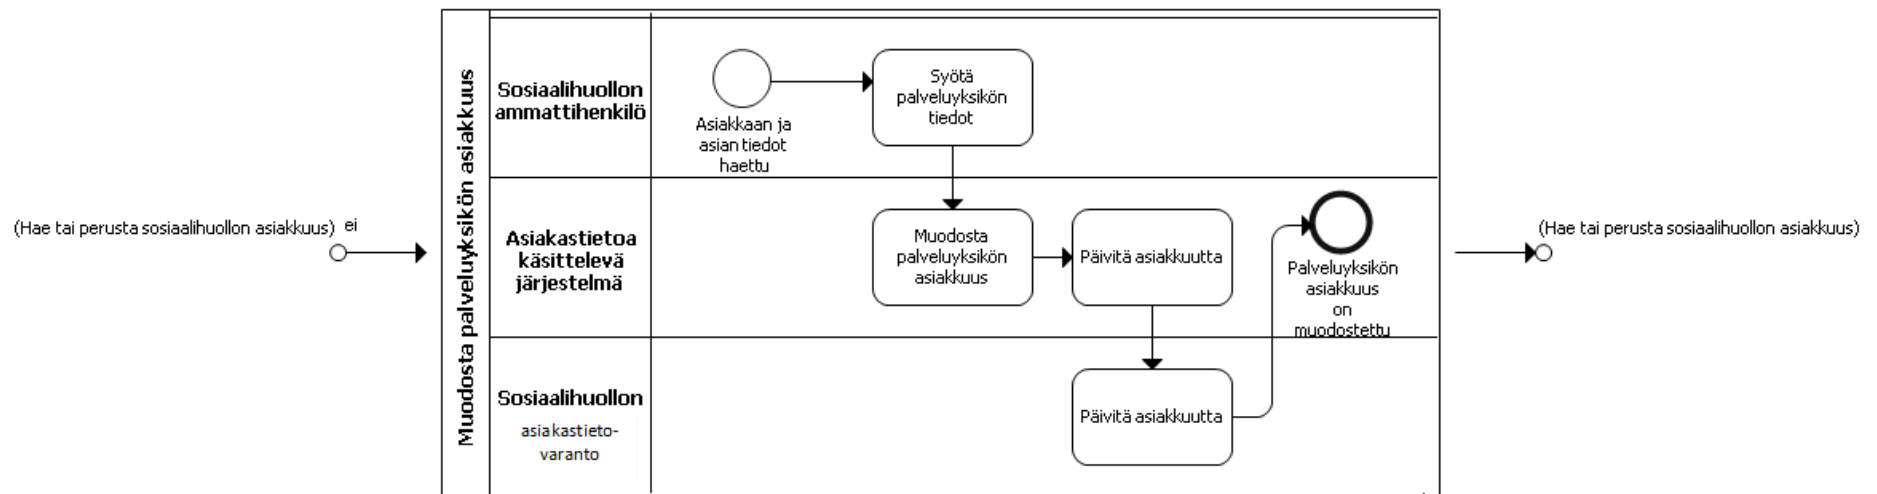 (Hae tai perusta sosiaalihuollon asiakkuus)
ei
Muodosta palveluyksikön asiakkuus
Sosiaalihuollon
ammattihenkilö
Asiakkaan ja
asian tiedot
haettu
Syötä
palveluyksikön
tiedot
Asiakastietoa
käsittelevä
järjestelmä
Muodosta
palveluyksikön
asiakkuus
Päivitä asiakkuutta
Palveluyksikön
asiakkuus
on
muodostettu
Sosiaalihuollon
asiakastieto-
varanto
Päivitä asiakkuutta
(Hae tai perusta sosiaalihuollon asiakkuus)